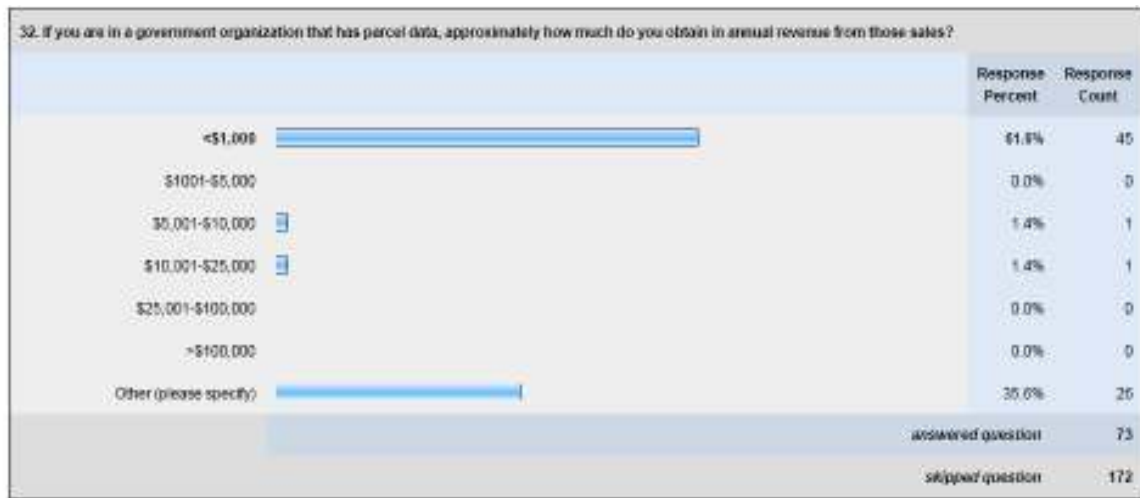 32. If you are in a government organization that has parcel data, approximately how much do you obtain in annual revenue from those sales?
Response Percent Response Count
<$1,000 61.6% 45
$1001-$5,000 0.0% 0
$5,001-$10,000 1.4% 1
$10,001-$25,000 1.4% 1
$25,001-$100,000 0.0% 0
>$100,000 0.0% 0
Other (please specify) 35.6% 26
answered question 73
skipped question 172